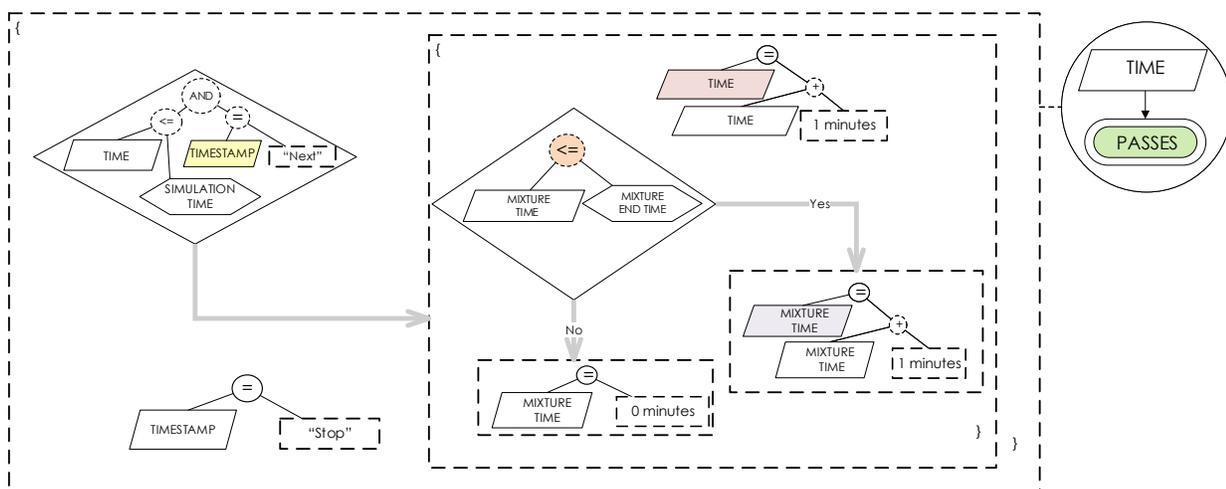 {
AND
<=
=
TIME
TIMESTAMP
“Next”
SIMULATION
TIME
=
TIMESTAMP
“Stop”
{
=
TIME
+
TIME
1 minutes
<=
MIXTURE
TIME
MIXTURE
END TIME
Yes
No
=
MIXTURE
TIME
0 minutes
=
MIXTURE
TIME
+
MIXTURE
TIME
1 minutes
}
}
TIME
PASSES